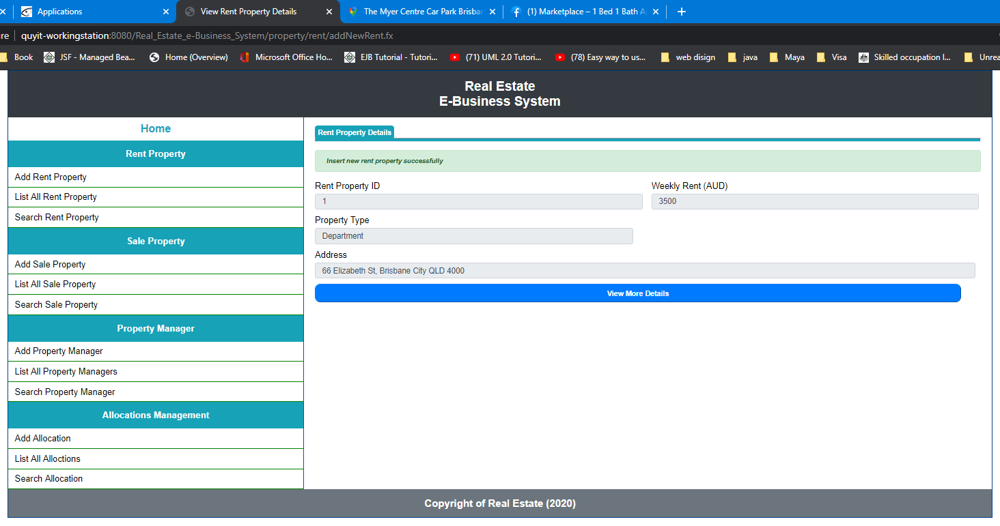 Applications
View Rent Property Details
The Myer Centre Car Park Brisbar
(1) Marketplace – 1 Bed 1 Bath A
re
quyit-workingstation:8080/Real_Estate_e-Business_System/property/rent/addNewRent.fx
Book
JSF - Managed Bea...
Home (Overview)
Microsoft Office Ho...
EJB Tutorial - Tutori...
(71) UML 2.0 Tutori...
(78) Easy way to us...
web disign
java
Maya
Visa
Skilled occupation l...
Unrea
Real Estate
E-Business System
Home
Rent Property
Add Rent Property
List All Rent Property
Search Rent Property
Sale Property
Add Sale Property
List All Sale Property
Search Sale Property
Property Manager
Add Property Manager
List All Property Managers
Search Property Manager
Allocations Management
Add Allocation
List All Alloctions
Search Allocation
Rent Property Details
Insert new rent property successfully
Rent Property ID
Weekly Rent (AUD)
1
3500
Property Type
Department
Address
66 Elizabeth St, Brisbane City QLD 4000
View More Details
Copyright of Real Estate (2020)